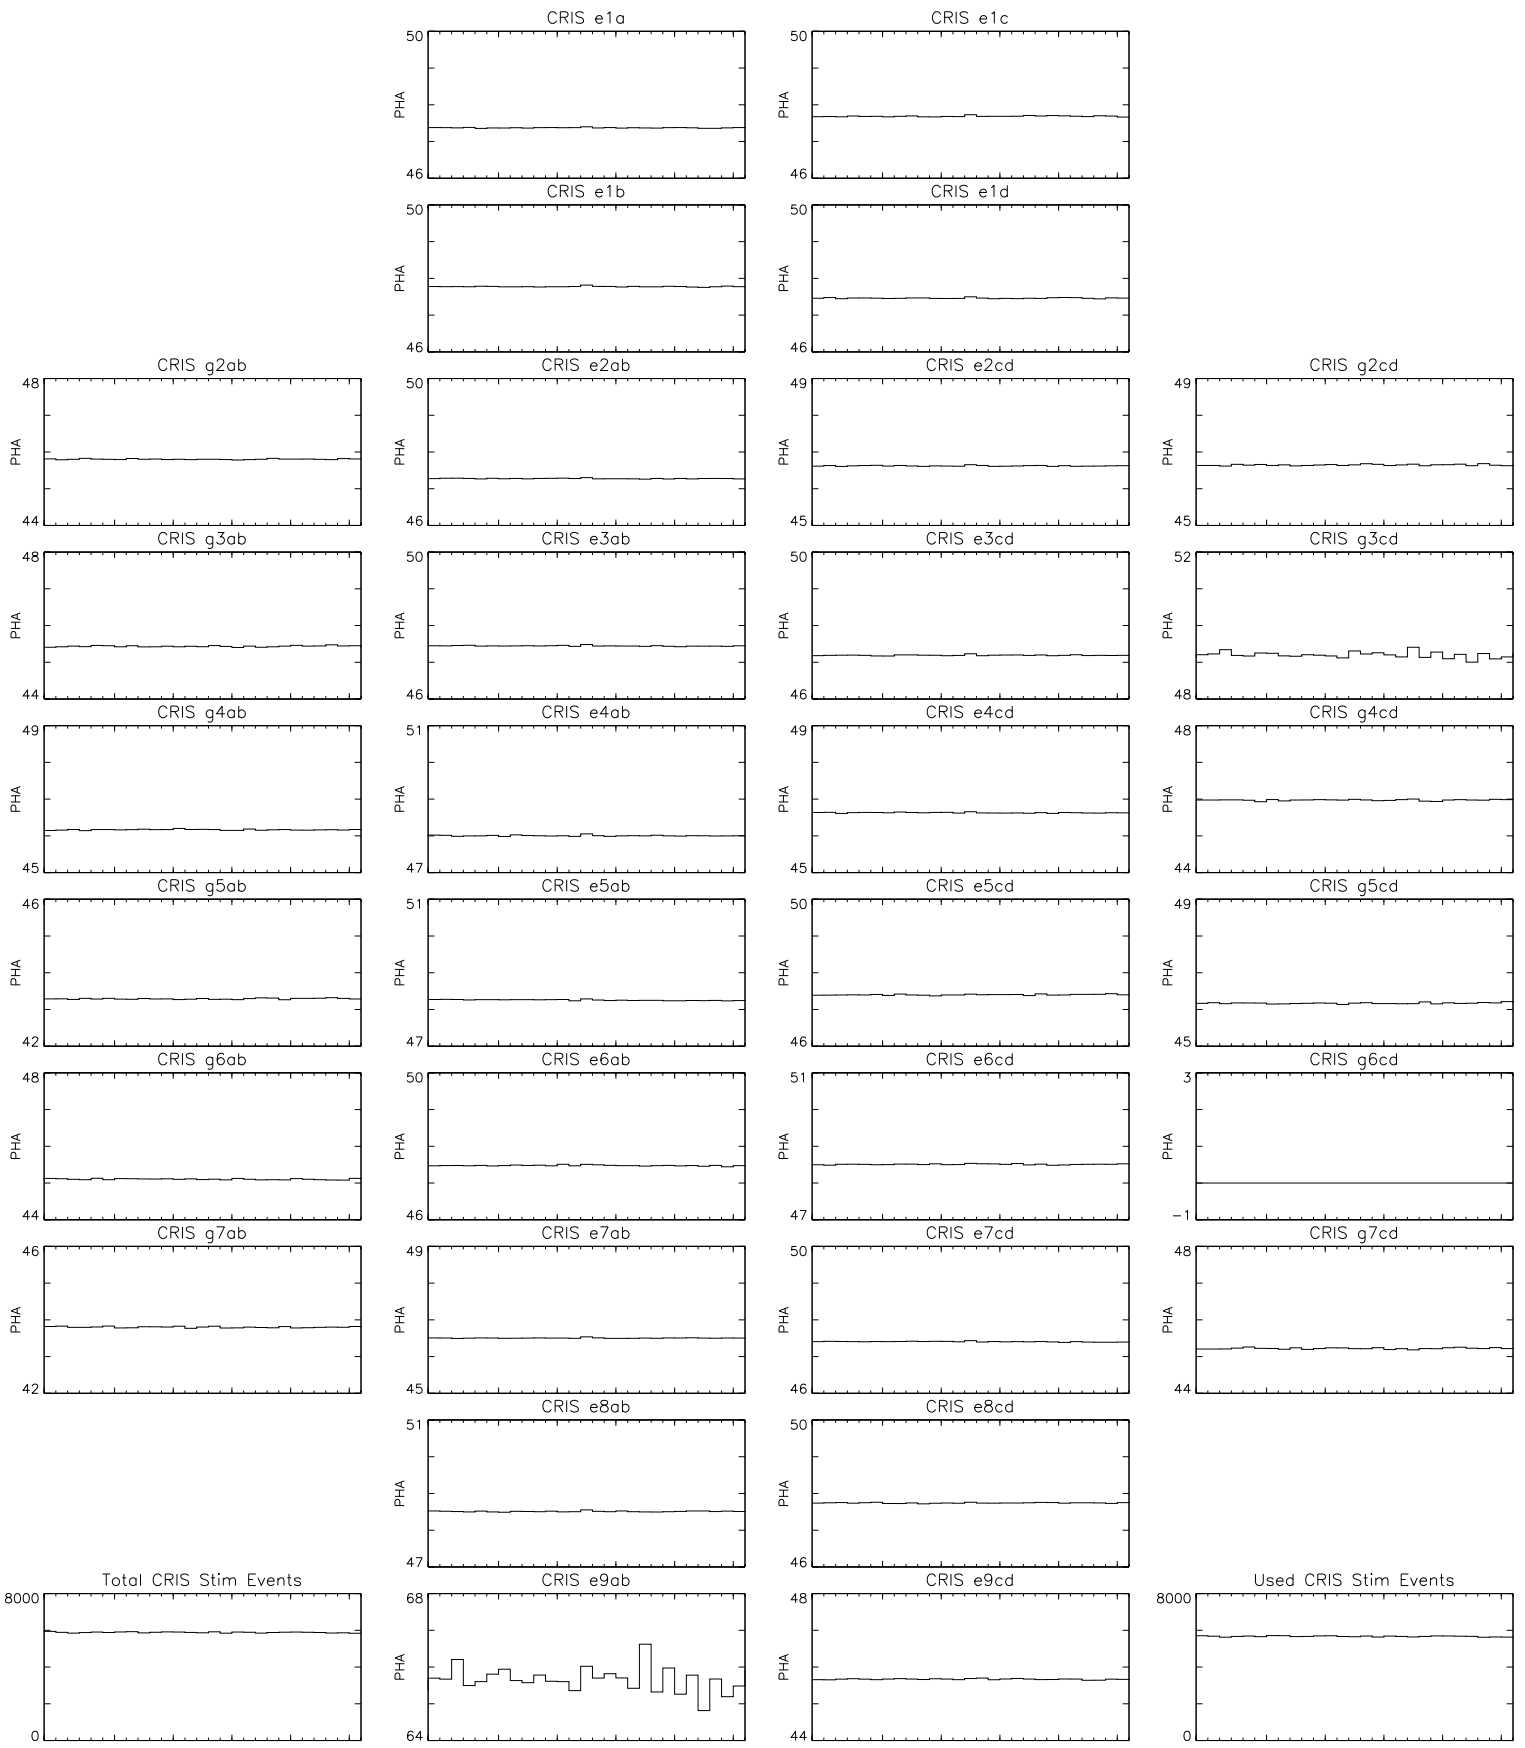 CRIS e1a
CRIS e1c
50
PHA
46
50
PHA
46
CRIS e1b
CRIS e1d
50
PHA
46
50
PHA
46
CRIS g2ab
CRIS e2ab
CRIS e2cd
CRIS g2cd
48
PHA
44
50
PHA
46
49
PHA
45
49
PHA
45
CRIS g3ab
CRIS e3ab
CRIS e3cd
CRIS g3cd
48
PHA
44
50
PHA
46
50
PHA
46
52
PHA
48
CRIS g4ab
CRIS e4ab
CRIS e4cd
CRIS g4cd
49
PHA
45
51
PHA
47
49
PHA
45
48
PHA
44
CRIS g5ab
CRIS e5ab
CRIS e5cd
CRIS g5cd
46
PHA
42
51
PHA
47
50
PHA
46
49
PHA
45
CRIS g6ab
CRIS e6ab
CRIS e6cd
CRIS g6cd
48
PHA
44
50
PHA
46
51
PHA
47
3
PHA
-1
CRIS g7ab
CRIS e7ab
CRIS e7cd
CRIS g7cd
46
PHA
42
49
PHA
45
50
PHA
46
48
PHA
44
CRIS e8ab
CRIS e8cd
51
PHA
47
50
PHA
46
Total CRIS Stim Events
CRIS e9ab
CRIS e9cd
Used CRIS Stim Events
8000
0
68
PHA
64
48
PHA
44
8000
0